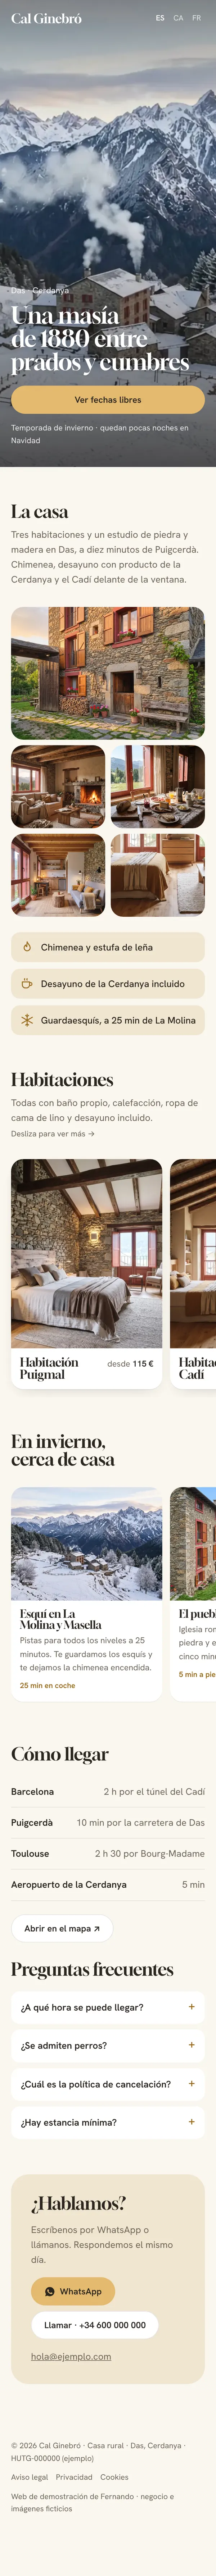 Cal Ginebró
ES CA FR
Das · Cerdanya
Una masía
de 1880 entre
prados y cumbres
Ver fechas libres
Temporada de invierno · quedan pocas noches en
Navidad
La casa
Tres habitaciones y un estudio de piedra y
madera en Das, a diez minutos de Puigcerdà.
Chimenea, desayuno con producto de la
Cerdanya y el Cadí delante de la ventana.
Chimenea y estufa de leña
Desayuno de la Cerdanya incluido
Guardaesquís, a 25 min de La Molina
Habitaciones
Todas con baño propio, calefacción, ropa de
cama de lino y desayuno incluido.
Desliza para ver más →
Habitación
Puigmal
desde 115 €
Cadí
En invierno,
cerca de casa
Esquí en La
Molina y Masella
Pistas para todos los niveles a 25
minutos. Te guardamos los esquís y
te dejamos la chimenea encendida.
25 min en coche
El
Iglesia
piedra y
cinco
5 min a
Cómo llegar
Barcelona 2 h por el túnel del Cadí
Puigcerdà 10 min por la carretera de Das
Toulouse 2 h 30 por Bourg-Madame
Aeropuerto de la Cerdanya 5 min
Abrir en el mapa ↗
Preguntas frecuentes
¿A qué hora se puede llegar? +
¿Se admiten perros? +
¿Cuál es la política de cancelación? +
¿Hay estancia mínima? +
¿Hablamos?
Escríbenos por WhatsApp o
llámanos. Respondemos el mismo
día.
WhatsApp
Llamar · +34 600 000 000
hola@ejemplo.com
© 2026 Cal Ginebró · Casa rural · Das, Cerdanya ·
HUTG-000000 (ejemplo)
Aviso legal Privacidad Cookies
Web de demostración de Fernando · negocio e
imágenes ficticios